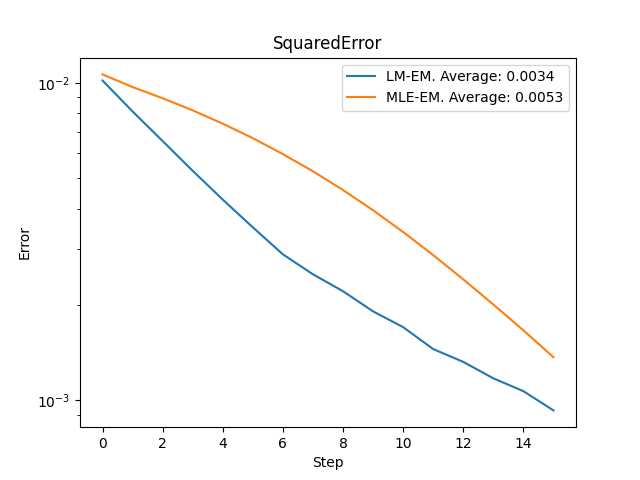 SquaredError
LM-EM. Average: 0.0034
MLE-EM. Average: 0.0053
10⁻²
10⁻³
Error
0 2 4 6 8 10 12 14
Step